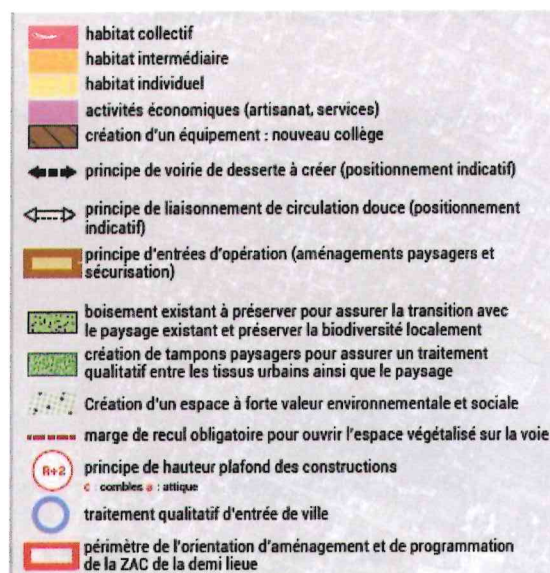 habitat collectif
habitat intermédiaire
habitat individuel
activités économiques (artisanat, services)
création d'un équipement : nouveau collège
principe de voirie de desserte à créer (positionnement indicatif)
principe de liaisonnement de circulation douce (positionnement
indicatif)
principe d'entrées d'opération (aménagements paysagers et
sécurisation)
boisement existant à préserver pour assurer la transition avec
le paysage existant et préserver la biodiversité localement
création de tampons paysagers pour assurer un traitement
qualitatif entre les tissus urbains ainsi que le paysage
Création d'un espace à forte valeur environnementale et sociale
marge de recul obligatoire pour ouvrir l'espace végétalisé sur la voie
R+2 principe de hauteur plafond des constructions
c : combles a : attique
traitement qualitatif d'entrée de ville
périmètre de l'orientation d'aménagement et de programmation
de la ZAC de la demi lieue